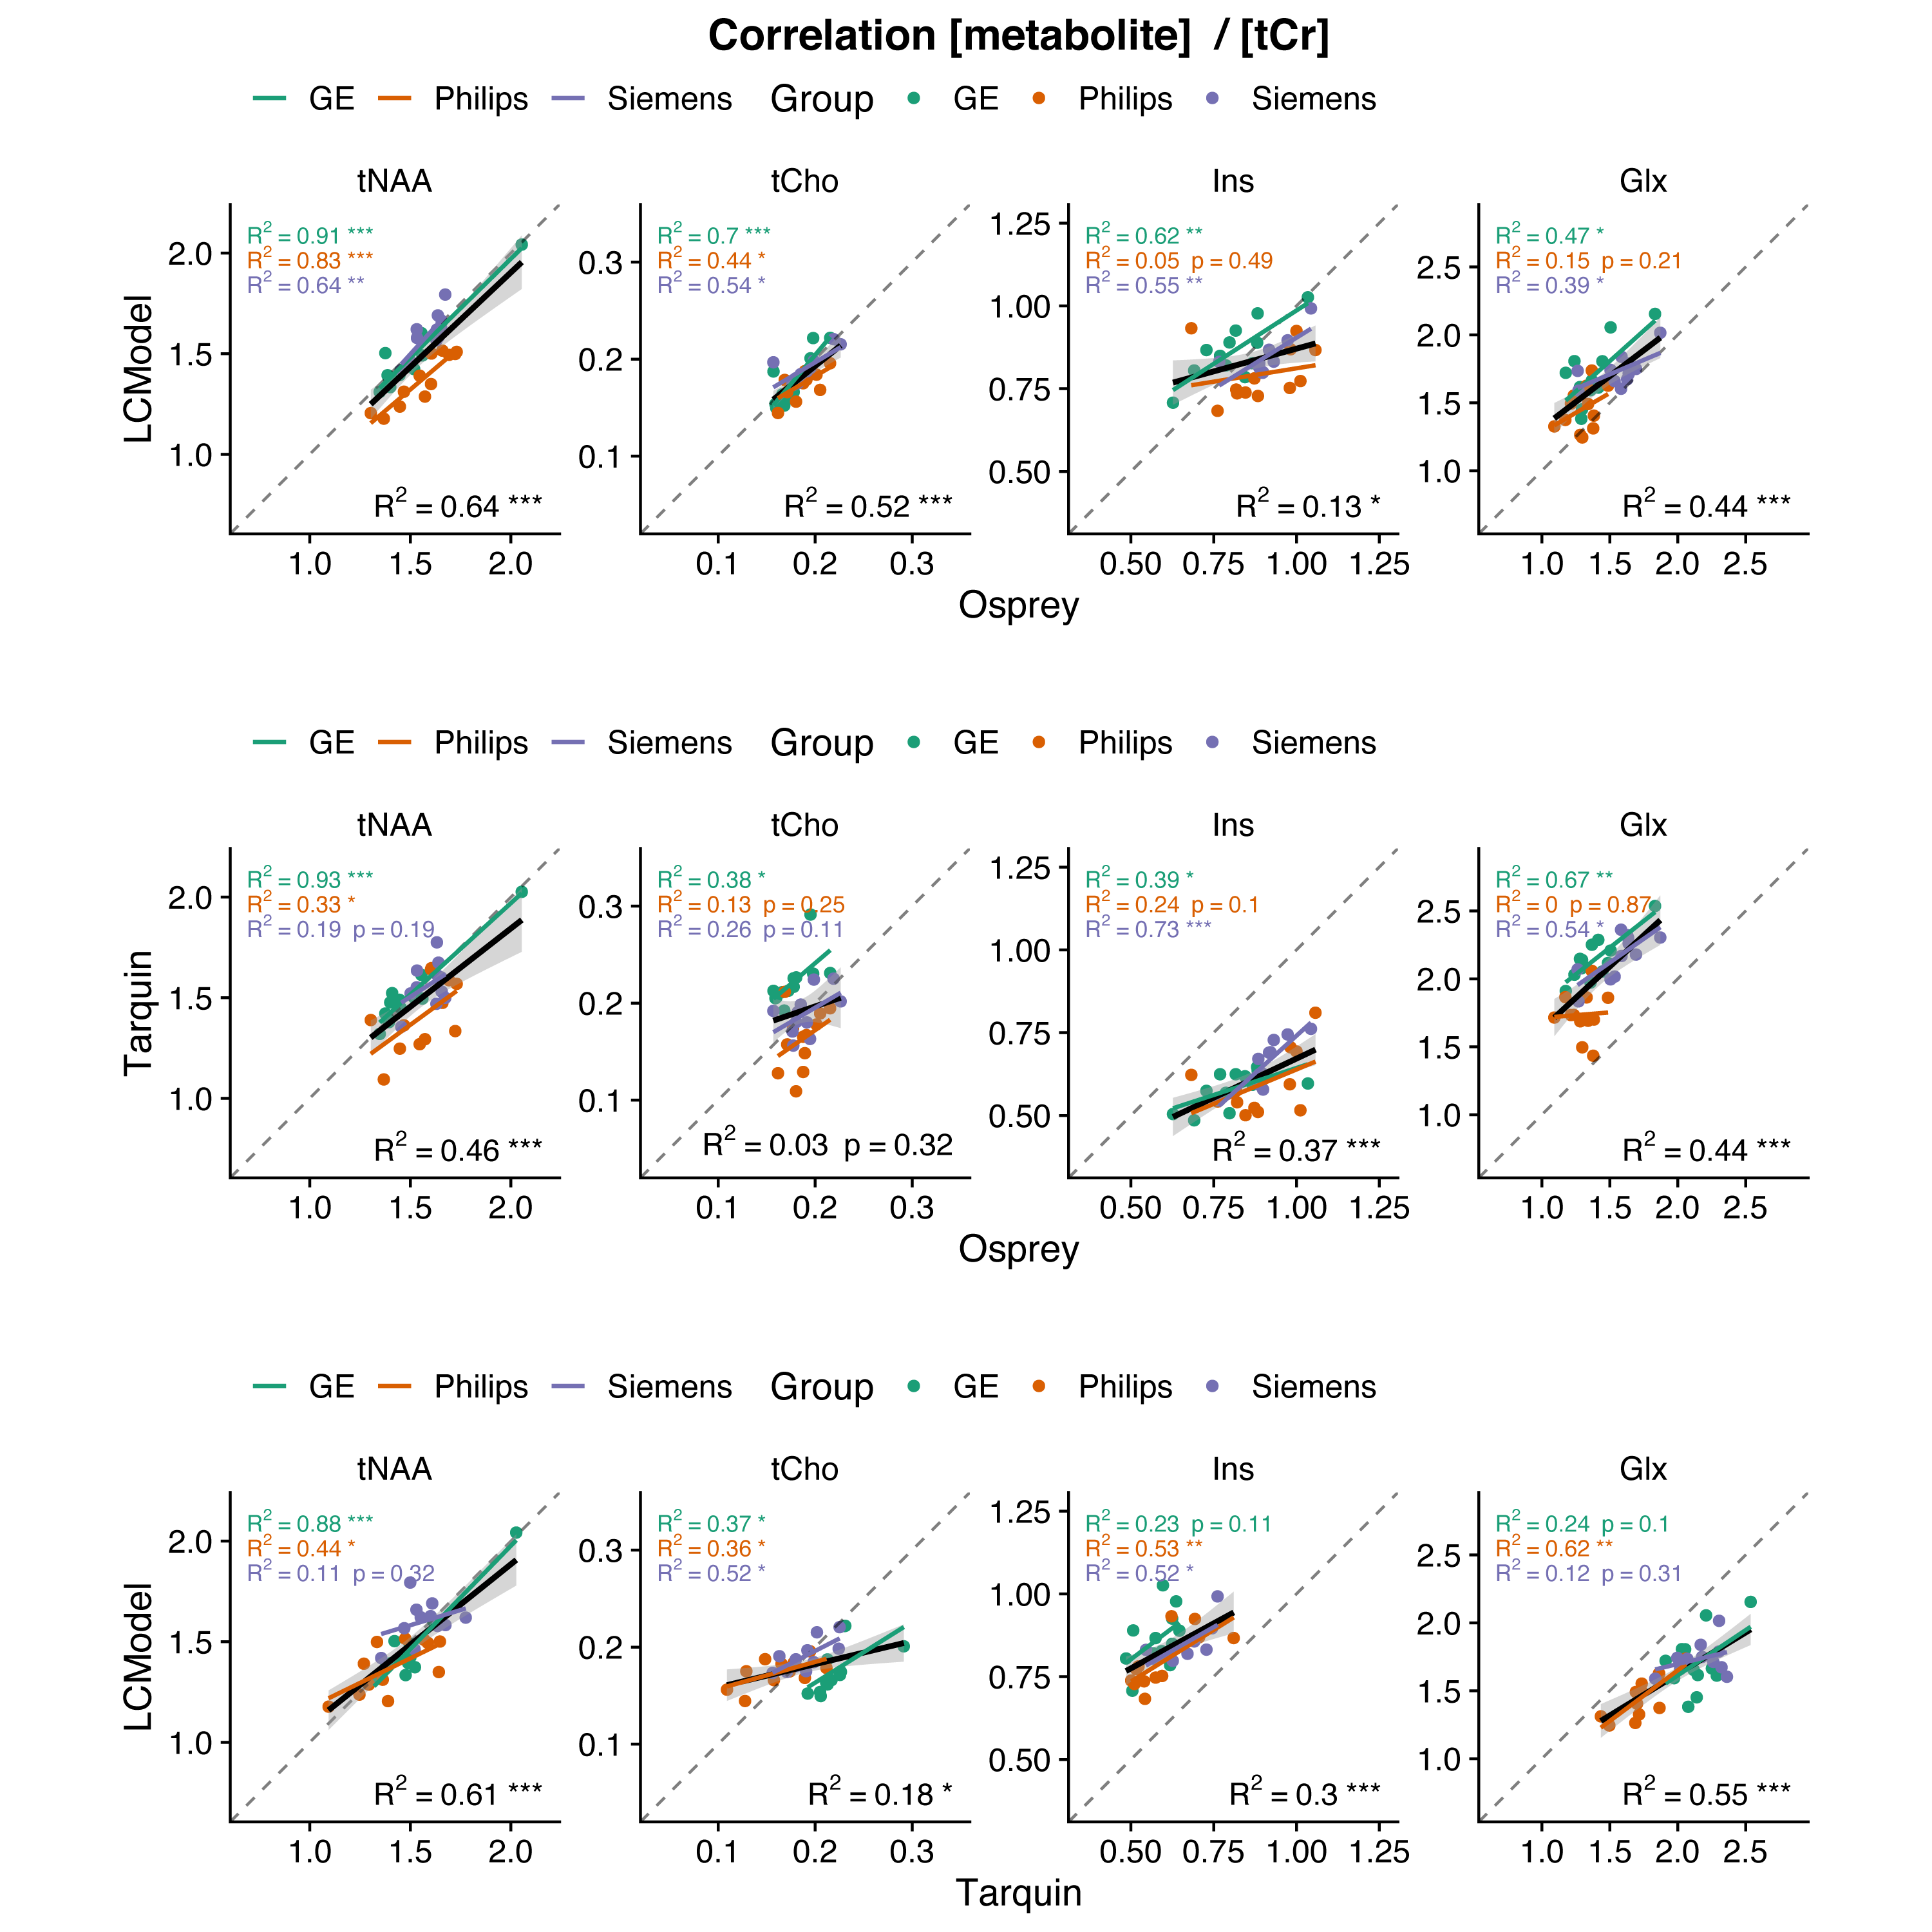 Correlation [metabolite] / [tCr]
GE Philips Siemens Group GE Philips Siemens
tNAA tCho Ins Glx
R² = 0.91 *** R² = 0.7 *** R² = 0.62 ** R² = 0.47 *
R² = 0.83 *** R² = 0.44 * R² = 0.05 p = 0.49 R² = 0.15 p = 0.21
R² = 0.64 ** R² = 0.54 * R² = 0.55 ** R² = 0.39 *
2.0 1.5 1.0
0.3 0.2 0.1
1.25 1.00 0.75 0.50
2.5 2.0 1.5 1.0
LCModel
R² = 0.64 *** R² = 0.52 *** R² = 0.13 * R² = 0.44 ***
1.0 1.5 2.0 0.1 0.2 0.3 0.50 0.75 1.00 1.25 1.0 1.5 2.0 2.5
Osprey
GE Philips Siemens Group GE Philips Siemens
tNAA tCho Ins Glx
R² = 0.93 *** R² = 0.38 * R² = 0.39 * R² = 0.67 **
R² = 0.33 * R² = 0.13 p = 0.25 R² = 0.24 p = 0.1 R² = 0 p = 0.87
R² = 0.19 p = 0.19 R² = 0.26 p = 0.11 R² = 0.73 *** R² = 0.54 *
2.0 1.5 1.0
0.3 0.2 0.1
1.25 1.00 0.75 0.50
2.5 2.0 1.5 1.0
Tarquin
R² = 0.46 *** R² = 0.03 p = 0.32 R² = 0.37 *** R² = 0.44 ***
1.0 1.5 2.0 0.1 0.2 0.3 0.50 0.75 1.00 1.25 1.0 1.5 2.0 2.5
Osprey
GE Philips Siemens Group GE Philips Siemens
tNAA tCho Ins Glx
R² = 0.88 *** R² = 0.37 * R² = 0.23 p = 0.11 R² = 0.24 p = 0.1
R² = 0.44 * R² = 0.36 * R² = 0.53 ** R² = 0.62 **
R² = 0.11 p = 0.32 R² = 0.52 * R² = 0.52 * R² = 0.12 p = 0.31
2.0 1.5 1.0
0.3 0.2 0.1
1.25 1.00 0.75 0.50
2.5 2.0 1.5 1.0
LCModel
R² = 0.61 *** R² = 0.18 * R² = 0.3 *** R² = 0.55 ***
1.0 1.5 2.0 0.1 0.2 0.3 0.50 0.75 1.00 1.25 1.0 1.5 2.0 2.5
Tarquin